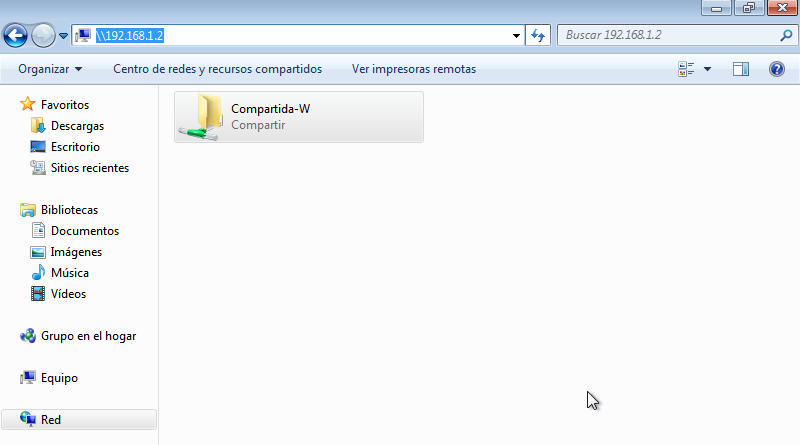 \\192.168.1.2
Buscar 192.168.1.2
Organizar
Centro de redes y recursos compartidos
Ver impresoras remotas
Favoritos
Descargas
Escritorio
Sitios recientes
Bibliotecas
Documentos
Imágenes
Música
Vídeos
Grupo en el hogar
Equipo
Red
Compartida-W
Compartir